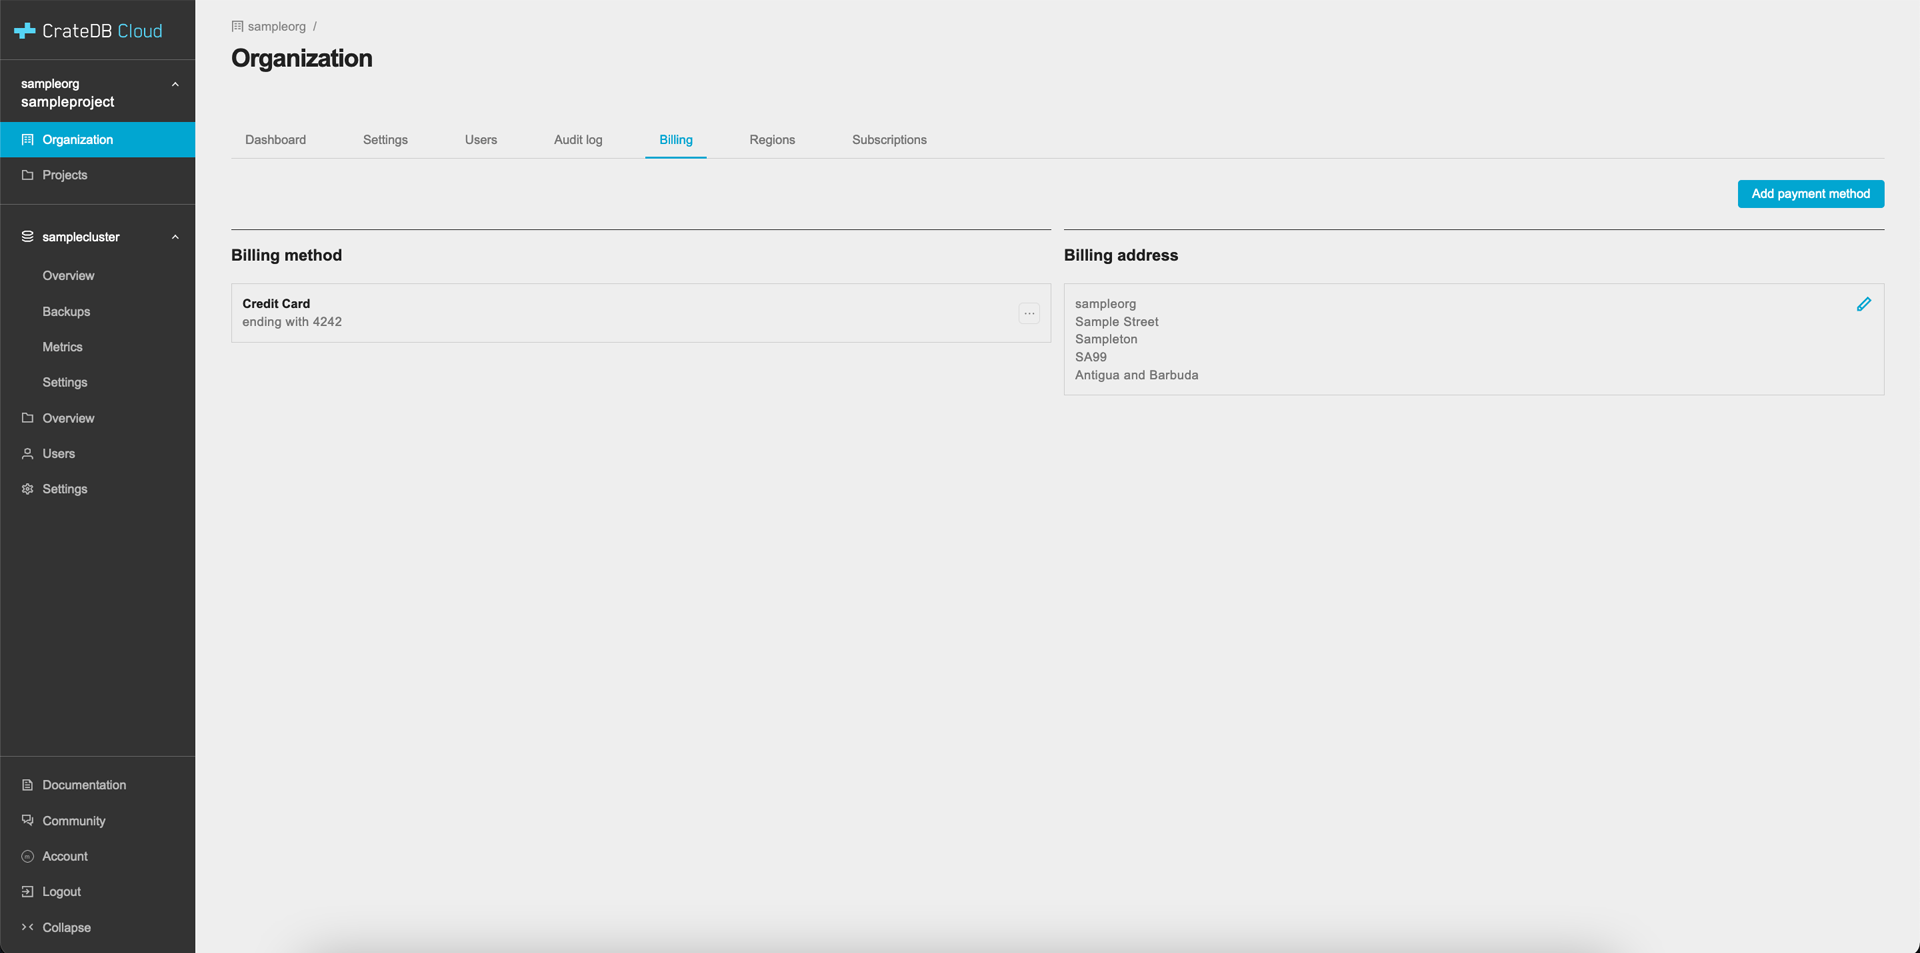 CrateDB Cloud
sampleorg
sampleproject
Organization
Projects
samplecluster
Overview
Backups
Metrics
Settings
Overview
Users
Settings
Documentation
Community
Account
Logout
Collapse
sampleorg /
Organization
Dashboard Settings Users Audit log Billing Regions Subscriptions
Add payment method
Billing method
Credit Card
ending with 4242
...
Billing address
sampleorg
Sample Street
Sampleton
SA99
Antigua and Barbuda